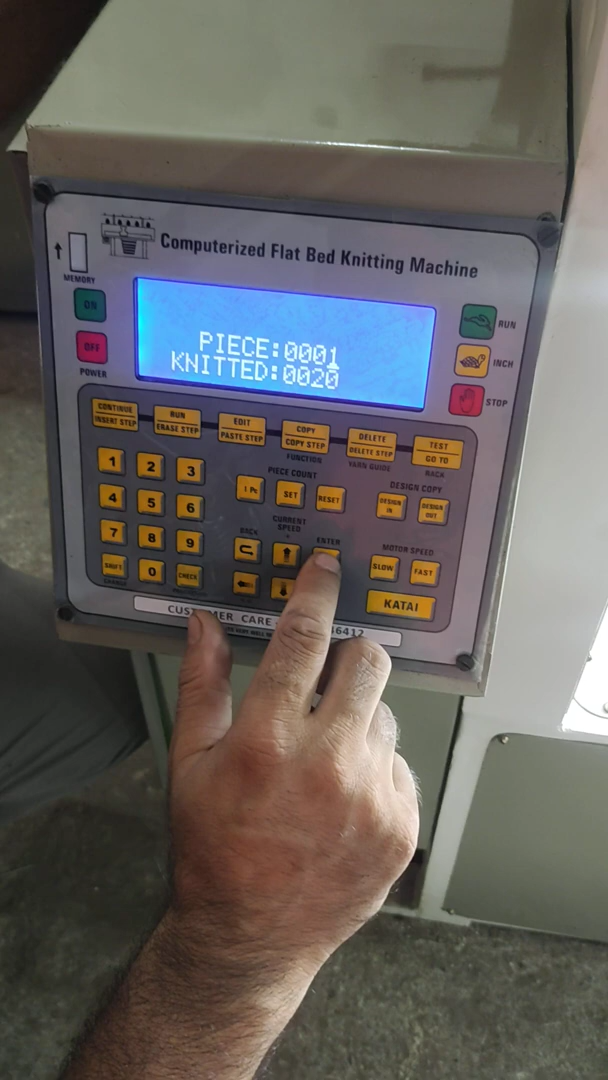 Computerized Flat Bed Knitting Machine
MEMORY
ON
OFF
POWER
PIECE:0001
KNITTED:0020
RUN
INCH
STOP
CONTINUE
INSERT STEP
RUN
ERASE STEP
EDIT
PASTE STEP
COPY
COPY STEP
DELETE
DELETE STEP
TEST
GO TO
FUNCTION
YARN GUIDE
RACK
1 2 3
4 5 6
7 8 9
SHIFT 0 CHECK
PIECE COUNT
1 Pc SET RESET
DESIGN COPY
DESIGN IN
DESIGN OUT
CURRENT SPEED
BACK
ENTER
MOTOR SPEED
SLOW FAST
KATAI
CUSTOMER CARE
46412